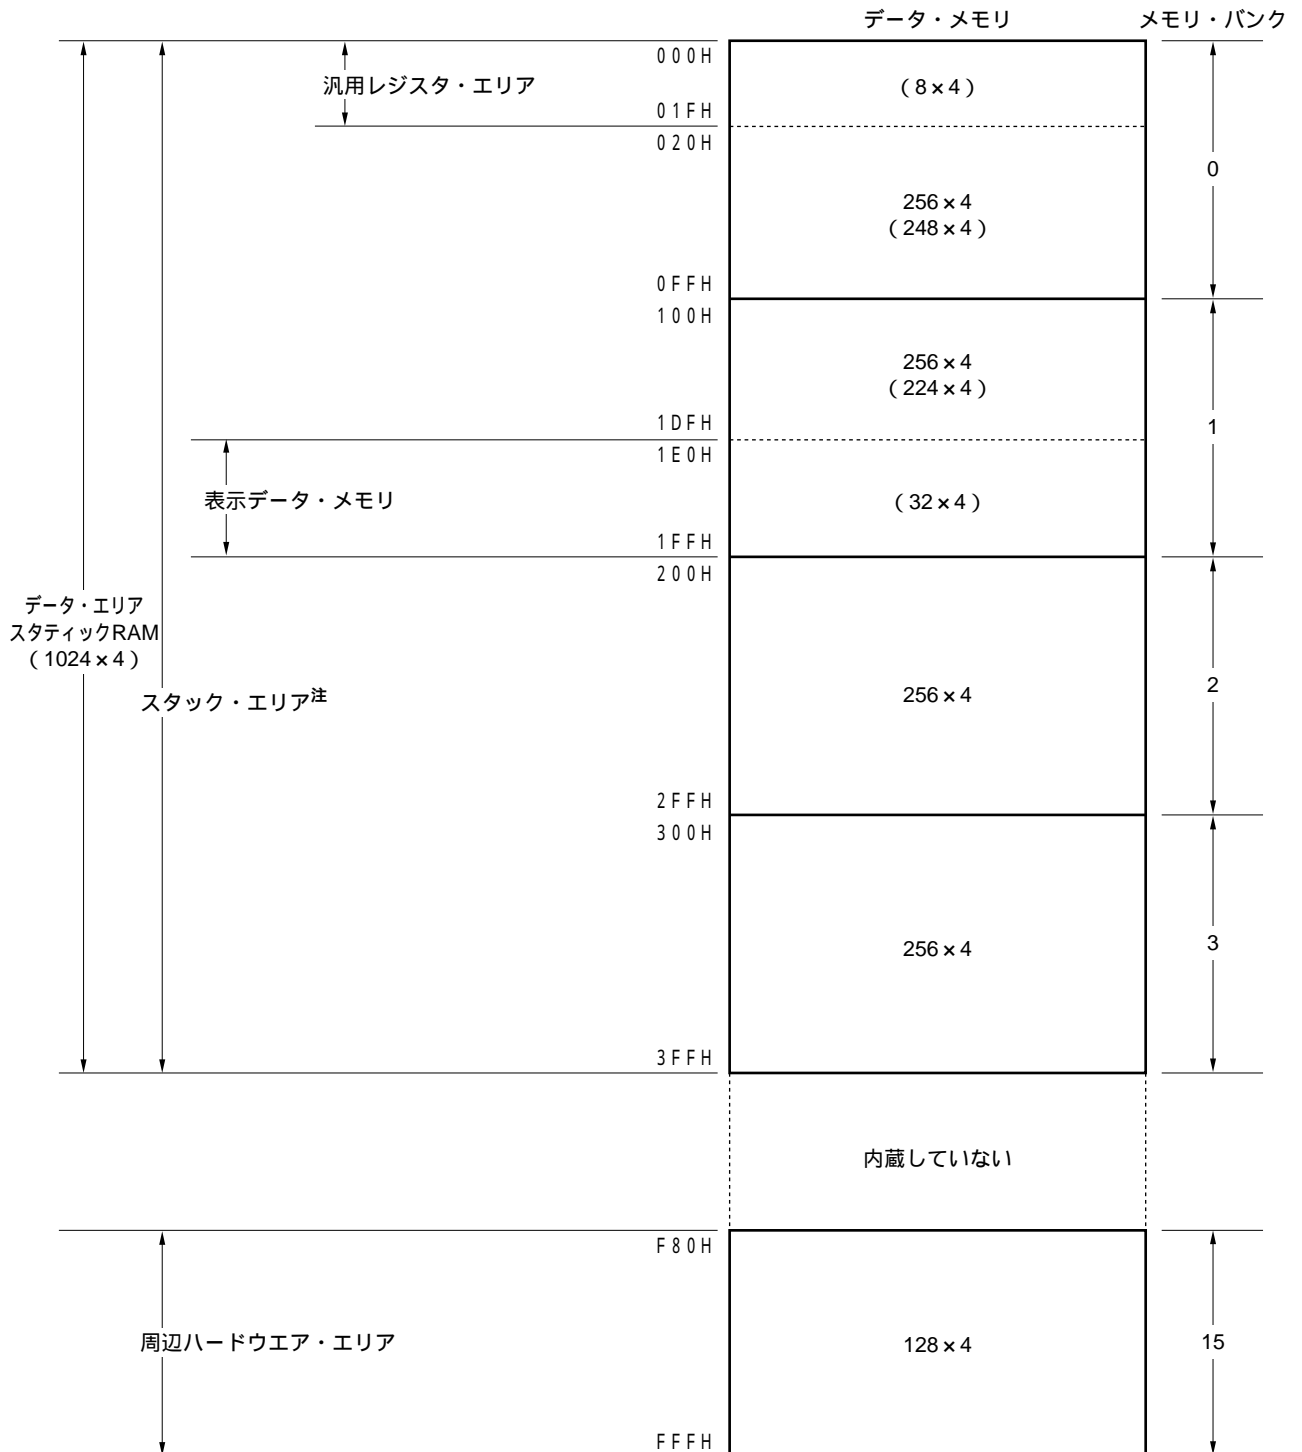 データ・メモリ メモリ・バンク
000H
汎用レジスタ・エリア
(8×4)
01FH
020H
0
256×4
(248×4)
0FFH
100H
256×4
(224×4)
1DFH
1
1E0H
表示データ・メモリ
(32×4)
1FFH
200H
データ・エリア
スタティックRAM
(1024×4)
スタック・エリア注
256×4
2
2FFH
300H
256×4
3
3FFH
内蔵していない
F80H
周辺ハードウエア・エリア
128×4
15
FFFH